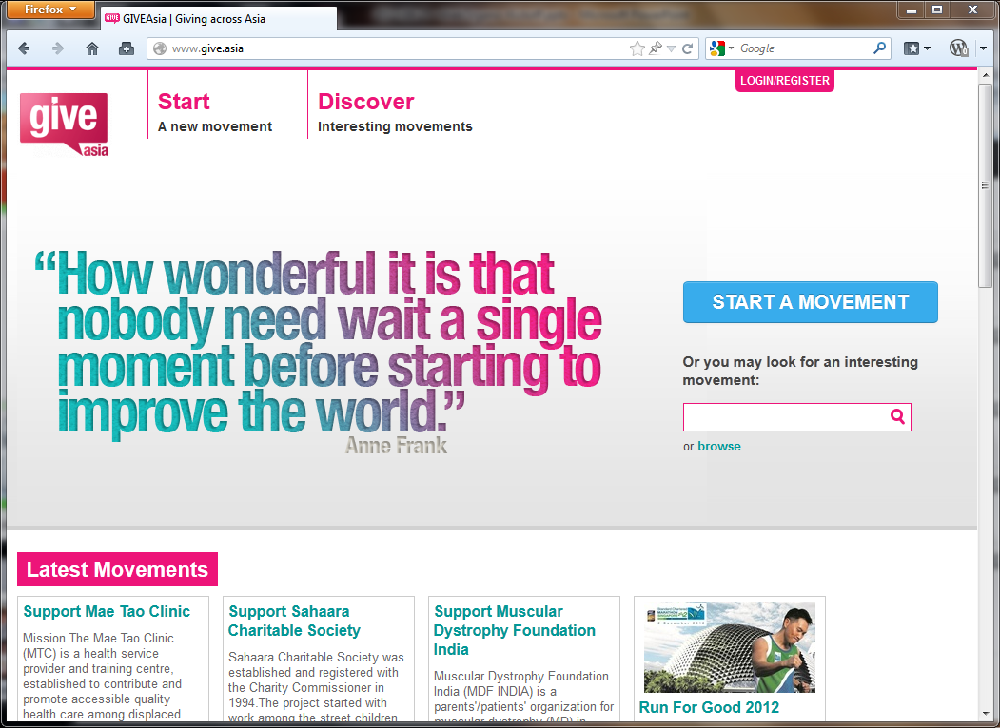 Firefox
GIVEAsia | Giving across Asia
www.give.asia
Google
LOGIN/REGISTER
give
asia
Start
A new movement
Discover
Interesting movements
“How wonderful it is that
nobody need wait a single
moment before starting to
improve the world.”
Anne Frank
START A MOVEMENT
Or you may look for an interesting
movement:
or browse
Latest Movements
Support Mae Tao Clinic
Mission The Mae Tao Clinic
(MTC) is a health service
provider and training centre,
established to contribute and
promote accessible quality
health care among displaced
Support Sahaara
Charitable Society
Sahaara Charitable Society was
established and registered with
the Charity Commissioner in
1994.The project started with
work among the street children
Support Muscular
Dystrophy Foundation
India
Muscular Dystrophy Foundation
India (MDF INDIA) is a
parents'/patients' organization for
muscular dystrophy (MD) in
MARATHON
Run For Good 2012